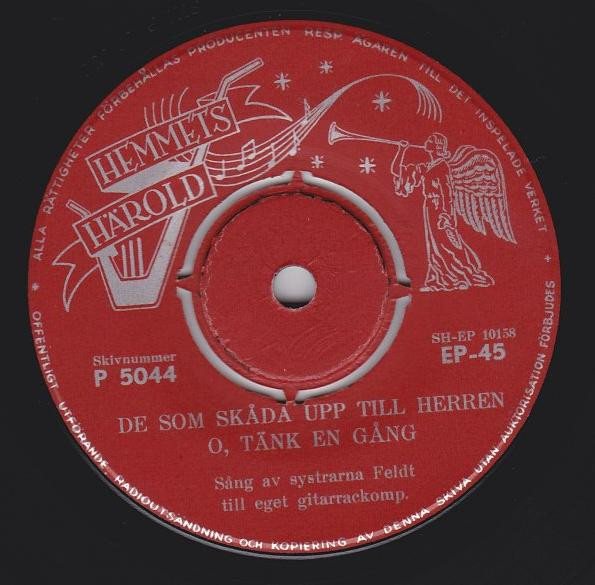 ALLA RÄTTIGHETER FÖRBEHÅLLAS PRODUCENTEN RESP. ÄGAREN TILL DET INSPELADE VERKET
HEMMETS
HÄROLD
Skivnummer
P 5044
SH-EP 10158
EP-45
DE SOM SKÅDA UPP TILL HERREN
O, TÄNK EN GÅNG
Sång av systrarna Feldt
till eget gitarrackomp.
* OFFENTLIGT UTFÖRANDE, RADIOUTSÄNDNING OCH KOPIERING AV DENNA SKIVA UTAN AUKTORISATION FÖRBJUDES +